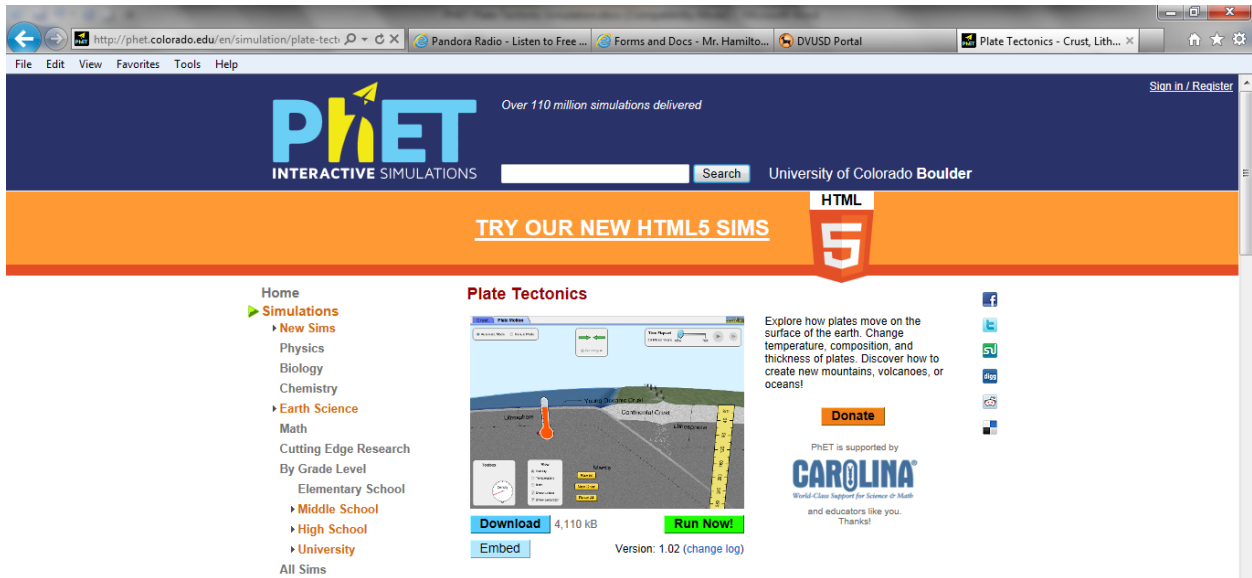 http://phet.colorado.edu/en/simulation/plate-tect
Pandora Radio - Listen to Free ...
Forms and Docs - Mr. Hamilto...
DVUSD Portal
Plate Tectonics - Crust, Lith...
File Edit View Favorites Tools Help
Sign in / Register
PhET
INTERACTIVE SIMULATIONS
Over 110 million simulations delivered
Search
University of Colorado Boulder
TRY OUR NEW HTML5 SIMS
HTML
5
Home
Simulations
New Sims
Physics
Biology
Chemistry
Earth Science
Math
Cutting Edge Research
By Grade Level
Elementary School
Middle School
High School
University
All Sims
Plate Tectonics
Crust Plate Motion
Young Oceanic Crust
Continental Crust
Lithosphere
Lithosphere
Mantle
Download 4,110 kB
Run Now!
Embed
Version: 1.02 (change log)
Explore how plates move on the
surface of the earth. Change
temperature, composition, and
thickness of plates. Discover how to
create new mountains, volcanoes, or
oceans!
Donate
PhET is supported by
CAROLINA®
World-Class Support for Science & Math
and educators like you.
Thanks!
digg